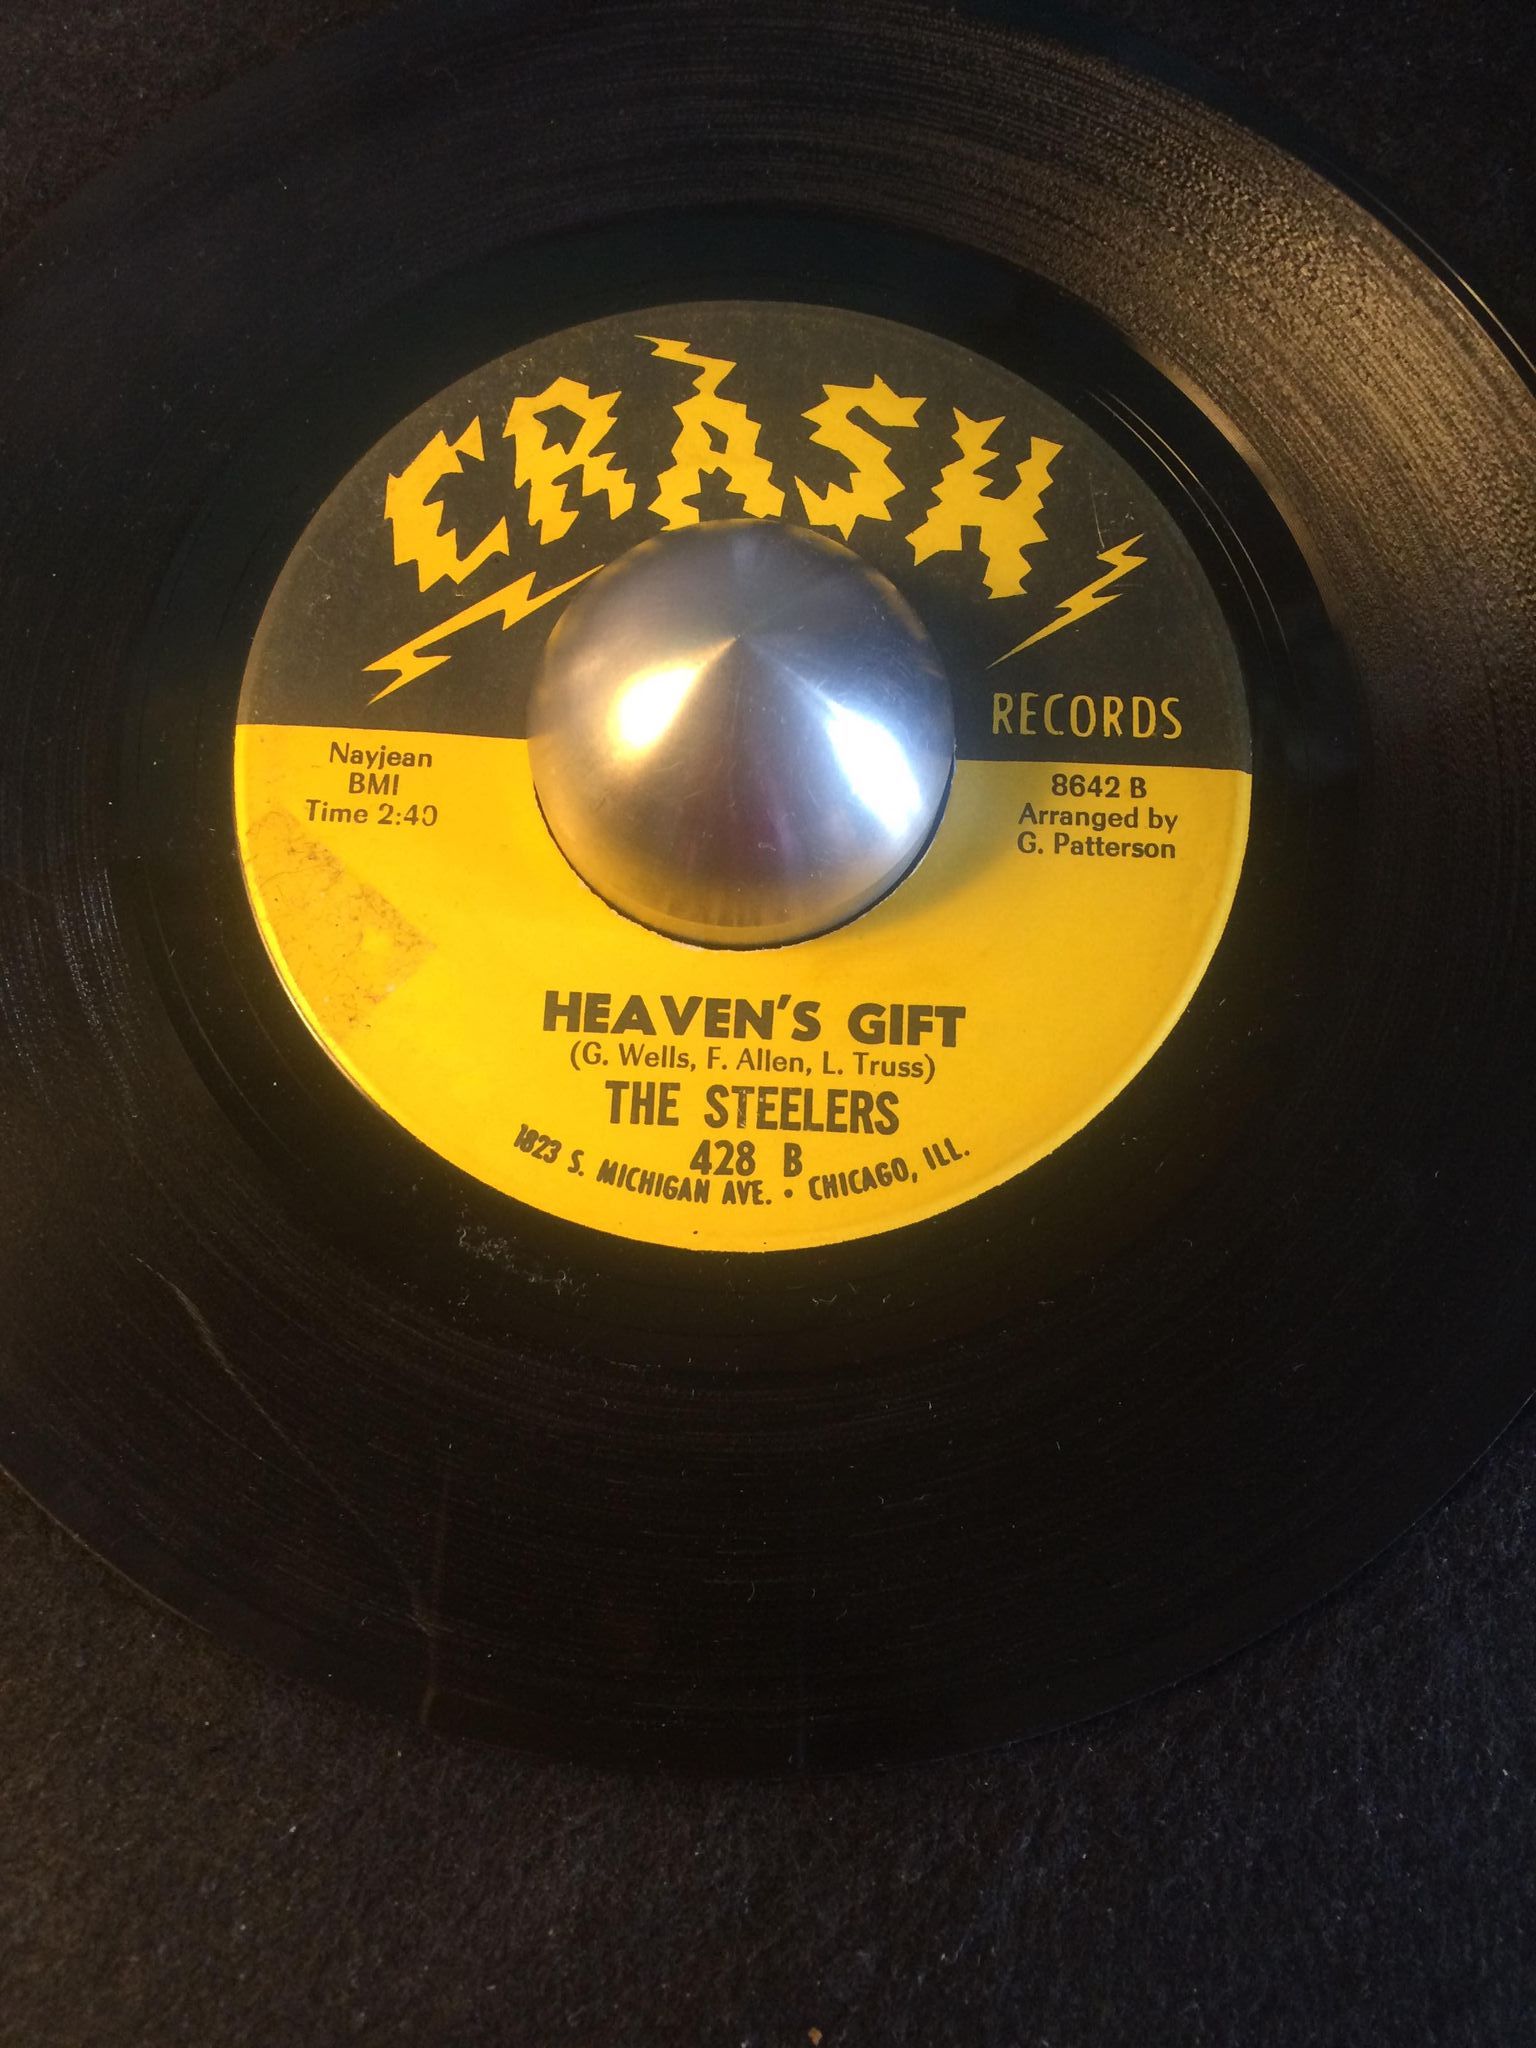 CRASH
RECORDS
Nayjean
BMI
Time 2:40
8642 B
Arranged by
G. Patterson
HEAVEN'S GIFT
(G. Wells, F. Allen, L. Truss)
THE STEELERS
428 B
1823 S. MICHIGAN AVE. • CHICAGO, ILL.